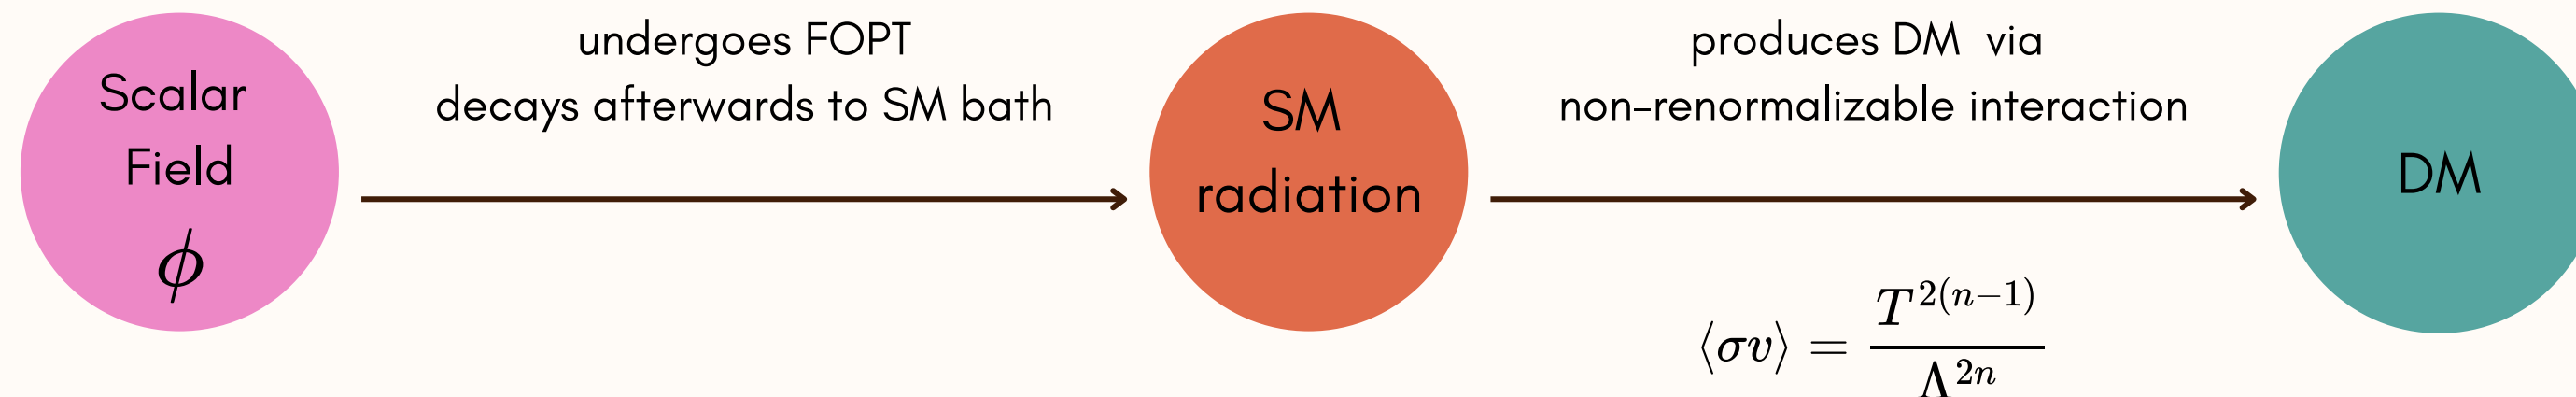 Scalar
Field
ϕ
undergoes FOPT
decays afterwards to SM bath
SM
radiation
produces DM via
non-renormalizable interaction
⟨σv⟩ = T^{2(n−1)} / Λ^{2n}
DM